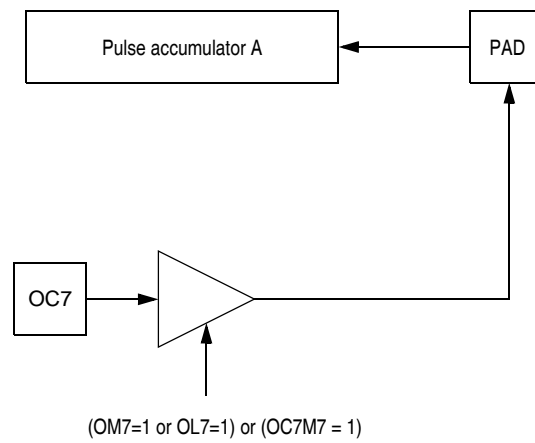 Pulse accumulator A
PAD
OC7
(OM7=1 or OL7=1) or (OC7M7 = 1)